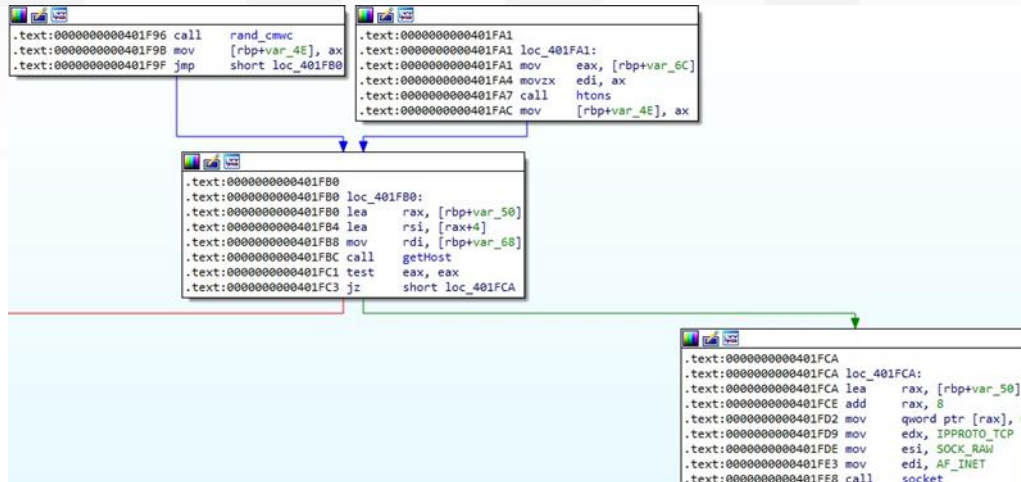 .text:0000000000401F96 call rand_cmwc
.text:0000000000401F9B mov [rbp+var_4E], ax
.text:0000000000401F9F jmp short loc_401FB0
.text:0000000000401FA1
.text:0000000000401FA1 loc_401FA1:
.text:0000000000401FA1 mov eax, [rbp+var_6C]
.text:0000000000401FA4 movzx edi, ax
.text:0000000000401FA7 call htons
.text:0000000000401FAC mov [rbp+var_4E], ax
.text:0000000000401FB0
.text:0000000000401FB0 loc_401FB0:
.text:0000000000401FB0 lea rax, [rbp+var_50]
.text:0000000000401FB4 lea rsi, [rax+4]
.text:0000000000401FB8 mov rdi, [rbp+var_68]
.text:0000000000401FBC call getHost
.text:0000000000401FC1 test eax, eax
.text:0000000000401FC3 jz short loc_401FCA
.text:0000000000401FCA
.text:0000000000401FCA loc_401FCA:
.text:0000000000401FCA lea rax, [rbp+var_50]
.text:0000000000401FCE add rax, 8
.text:0000000000401FD2 mov qword ptr [rax],
.text:0000000000401FD9 mov edx, IPPROTO_TCP
.text:0000000000401FDE mov esi, SOCK_RAW
.text:0000000000401FE3 mov edi, AF_INET
.text:0000000000401FE8 call socket